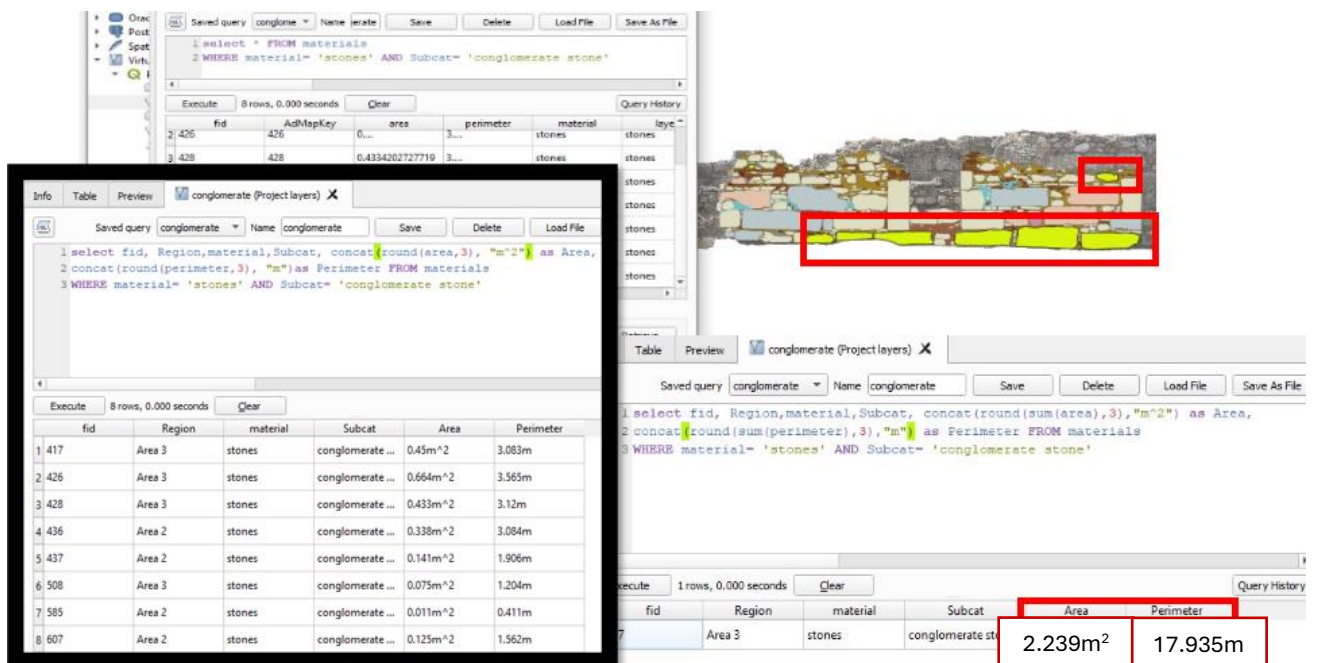 Orac
Post
Spat
Virtu
Saved query conglome Name erate Save Delete Load File Save As File
1 select * FROM materials
2 WHERE material= 'stones' AND Subcat= 'conglomerate stone'
Execute 8 rows, 0.000 seconds Clear Query History
fid AdMapKey area perimeter material laye
2 426 426 0.... 3.... stones stones
3 428 428 0.4334202727719 3.... stones stones
stones
stones
stones
stones
stones
Info Table Preview conglomerate (Project layers) X
Saved query conglomerate Name conglomerate Save Delete Load File
1 select fid, Region,material,Subcat, concat(round(area,3), "m^2") as Area,
2 concat(round(perimeter,3), "m")as Perimeter FROM materials
3 WHERE material= 'stones' AND Subcat= 'conglomerate stone'
Execute 8 rows, 0.000 seconds Clear
fid Region material Subcat Area Perimeter
1 417 Area 3 stones conglomerate ... 0.45m^2 3.083m
2 426 Area 3 stones conglomerate ... 0.664m^2 3.565m
3 428 Area 3 stones conglomerate ... 0.433m^2 3.12m
4 436 Area 2 stones conglomerate ... 0.338m^2 3.084m
5 437 Area 2 stones conglomerate ... 0.141m^2 1.906m
6 508 Area 3 stones conglomerate ... 0.075m^2 1.204m
7 585 Area 2 stones conglomerate ... 0.011m^2 0.411m
8 607 Area 2 stones conglomerate ... 0.125m^2 1.562m
Table Preview conglomerate (Project layers) X
Saved query conglomerate Name conglomerate Save Delete Load File Save As File
1 select fid, Region,material,Subcat, concat(round(sum(area),3),"m^2") as Area,
2 concat(round(sum(perimeter),3),"m") as Perimeter FROM materials
3 WHERE material= 'stones' AND Subcat= 'conglomerate stone'
xecute 1 rows, 0.000 seconds Clear Query History
fid Region material Subcat Area Perimeter
7 Area 3 stones conglomerate sto 2.239m² 17.935m